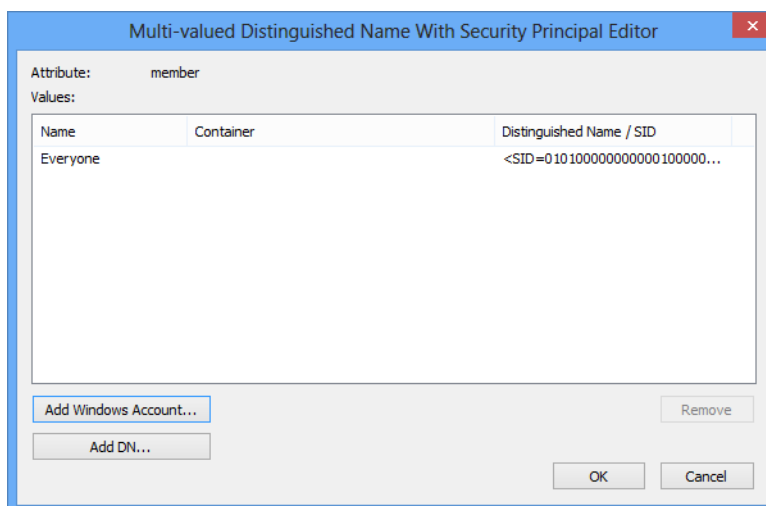 Multi-valued Distinguished Name With Security Principal Editor
Attribute: member
Values:
Name Container Distinguished Name / SID
Everyone <SID=010100000000000100000...
Add Windows Account... Remove
Add DN...
OK Cancel